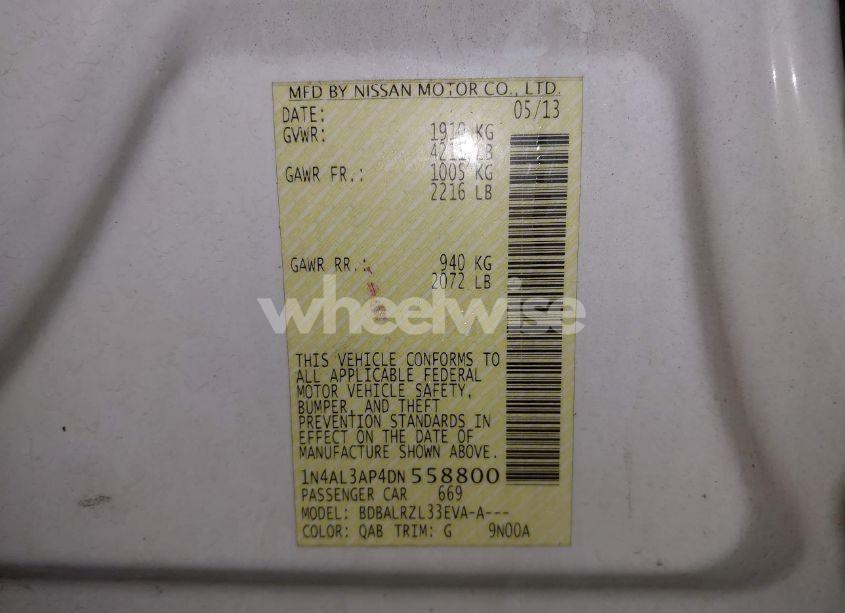 MFD BY NISSAN MOTOR CO., LTD.
DATE: 05/13
GVWR: 1910 KG
4211 LB
GAWR FR.: 1005 KG
2216 LB
GAWR RR.: 940 KG
2072 LB
wheelwise
THIS VEHICLE CONFORMS TO
ALL APPLICABLE FEDERAL
MOTOR VEHICLE SAFETY,
BUMPER, AND THEFT
PREVENTION STANDARDS IN
EFFECT ON THE DATE OF
MANUFACTURE SHOWN ABOVE.
1N4AL3AP4DN558800
PASSENGER CAR 669
MODEL: BDBALRZL33EVA-A---
COLOR: QAB TRIM: G 9N00A